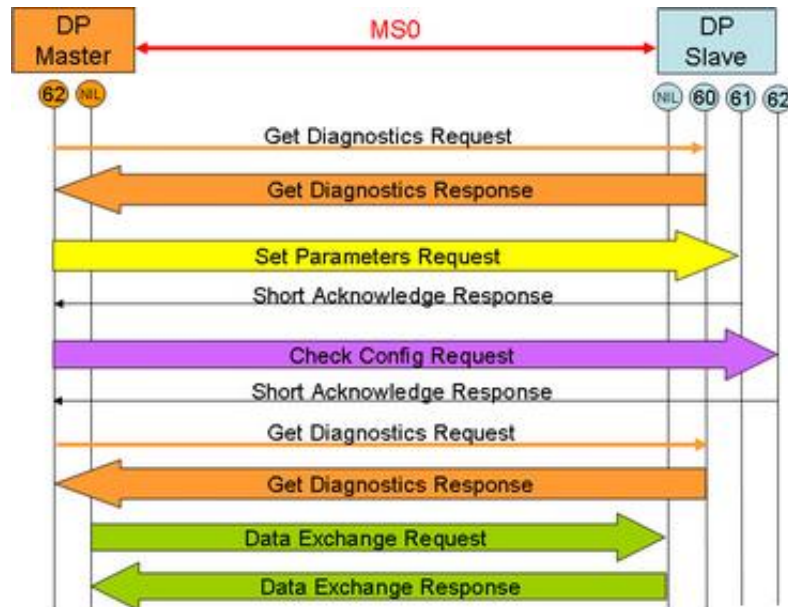 DP
Master
MS0
DP
Slave
62 NIL NIL 60 61 62
Get Diagnostics Request
Get Diagnostics Response
Set Parameters Request
Short Acknowledge Response
Check Config Request
Short Acknowledge Response
Get Diagnostics Request
Get Diagnostics Response
Data Exchange Request
Data Exchange Response